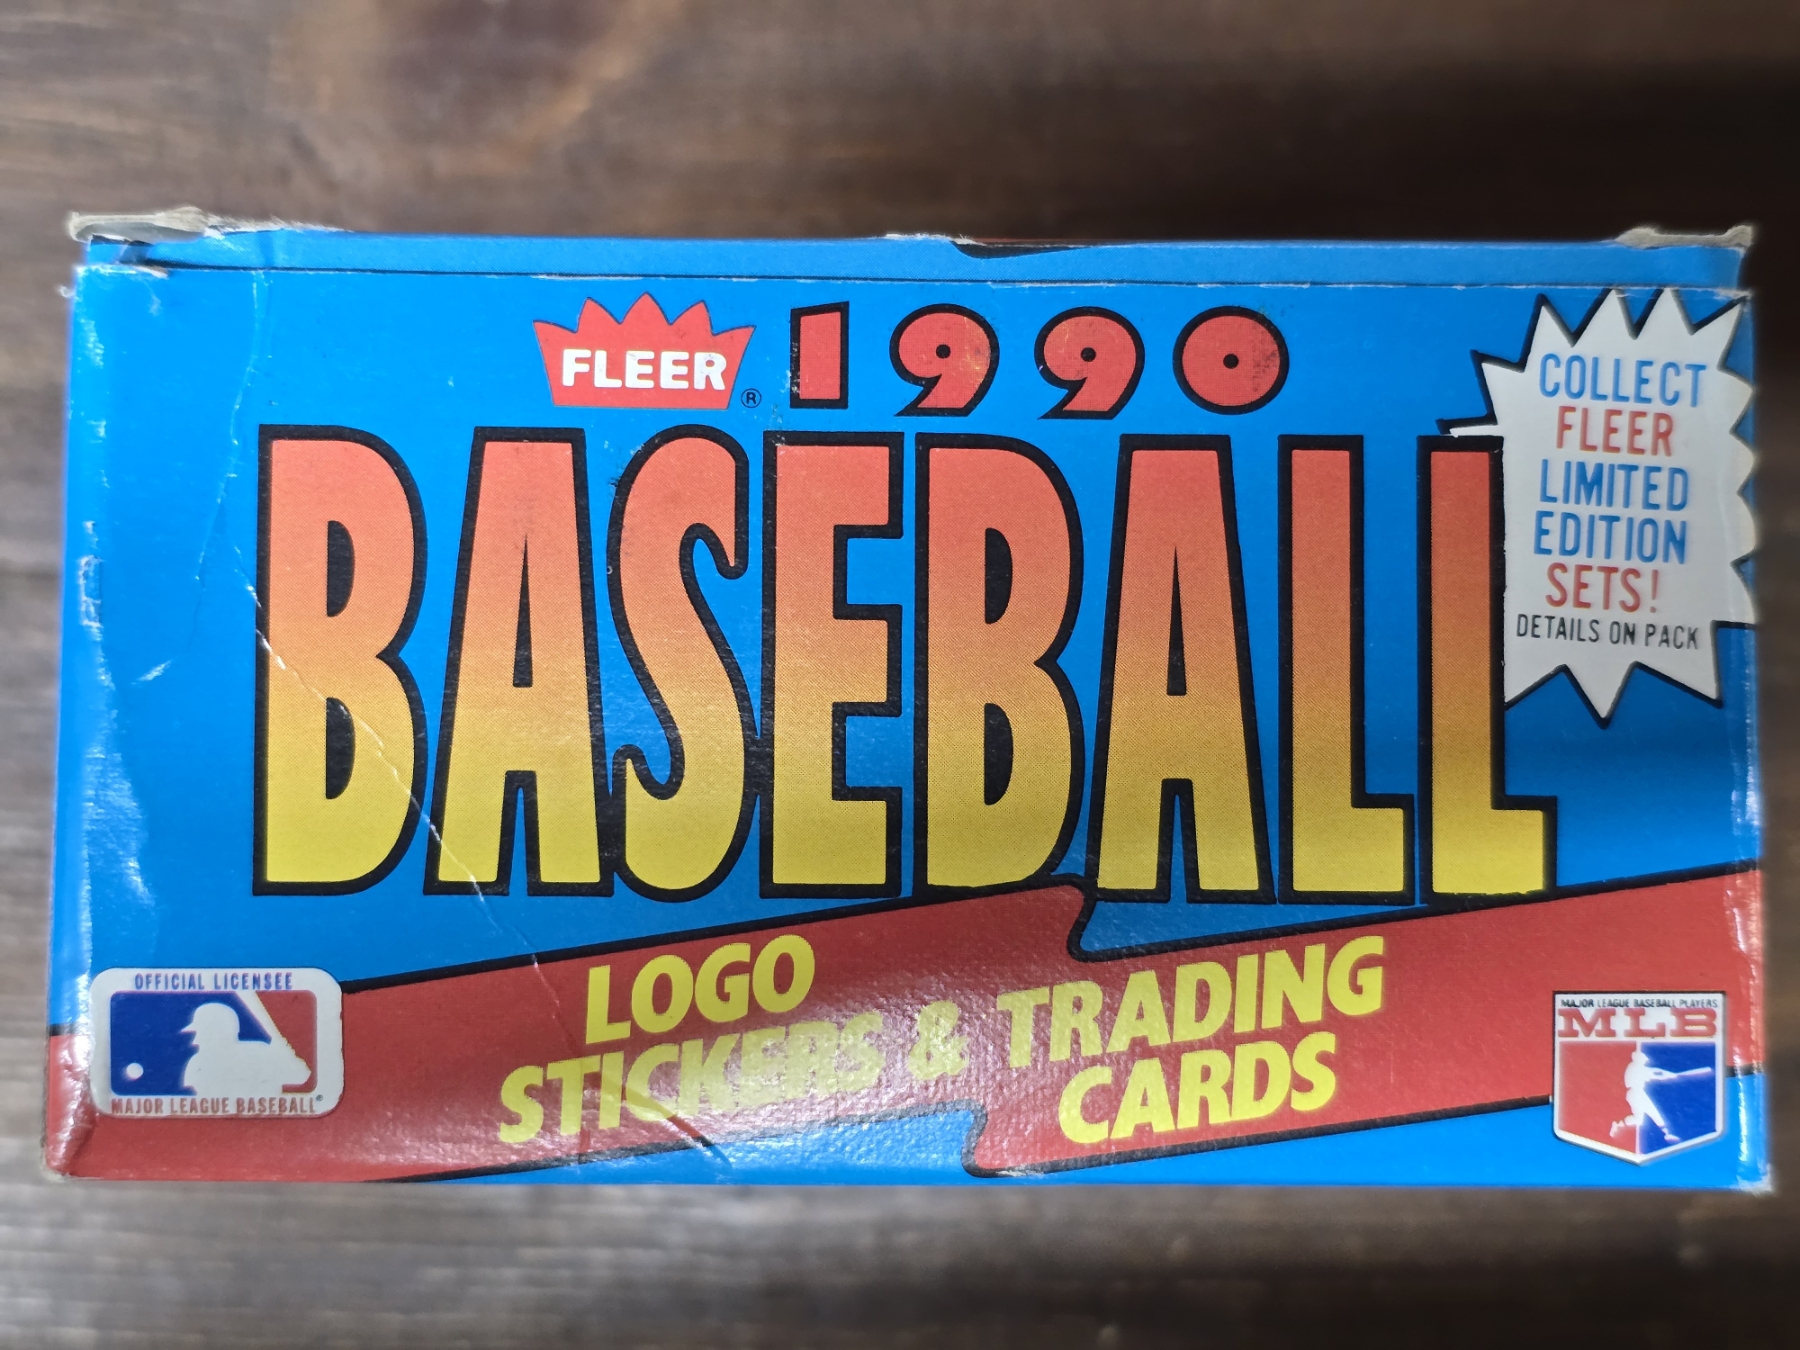 FLEER® 1990
BASEBALL
COLLECT
FLEER
LIMITED
EDITION
SETS!
DETAILS ON PACK
LOGO
STICKERS & TRADING
CARDS
OFFICIAL LICENSEE
MAJOR LEAGUE BASEBALL®
MAJOR LEAGUE BASEBALL PLAYERS
MLB